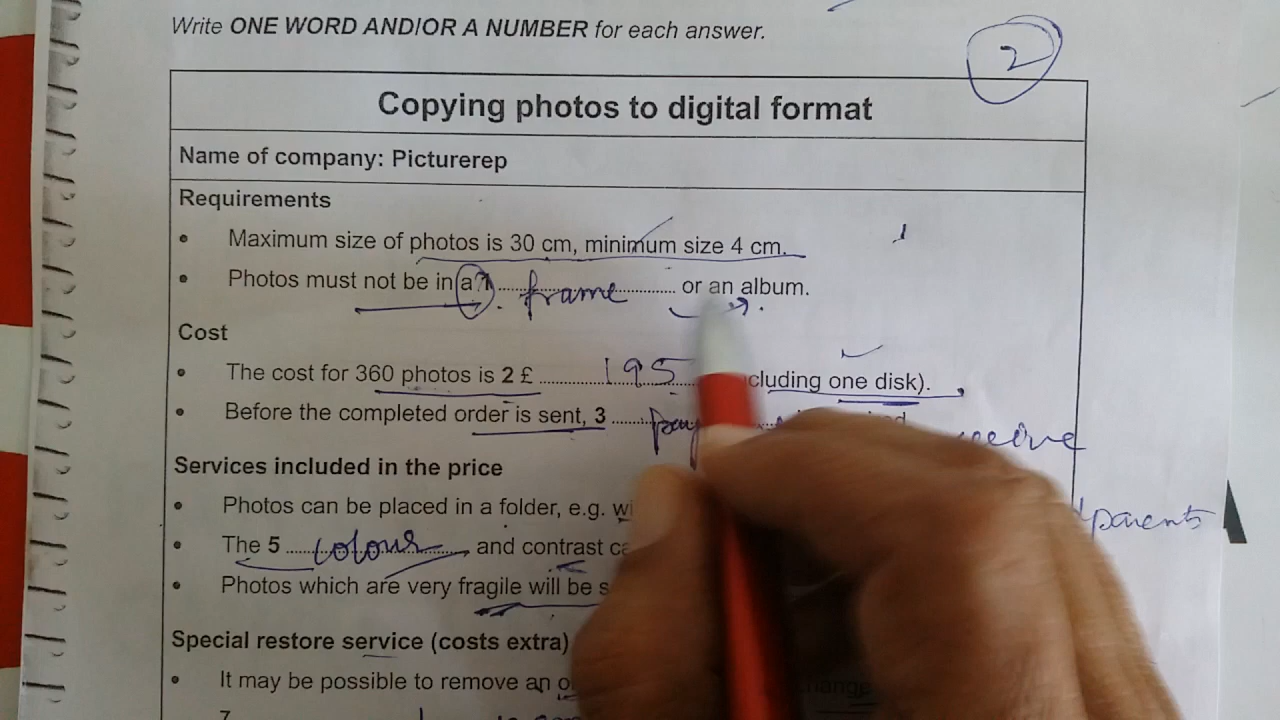 Write ONE WORD AND/OR A NUMBER for each answer.
2
Copying photos to digital format
Name of company: Picturerep
Requirements
• Maximum size of photos is 30 cm, minimum size 4 cm.
• Photos must not be in a 1 ........ frame ........ or an album.
Cost
• The cost for 360 photos is 2 £ ........ 195 ........ cluding one disk).
• Before the completed order is sent, 3 ........ pay
Services included in the price
• Photos can be placed in a folder, e.g. wi
parents
• The 5 ........ colour ........ and contrast ca
• Photos which are very fragile will be s
Special restore service (costs extra)
• It may be possible to remove an o hange
7